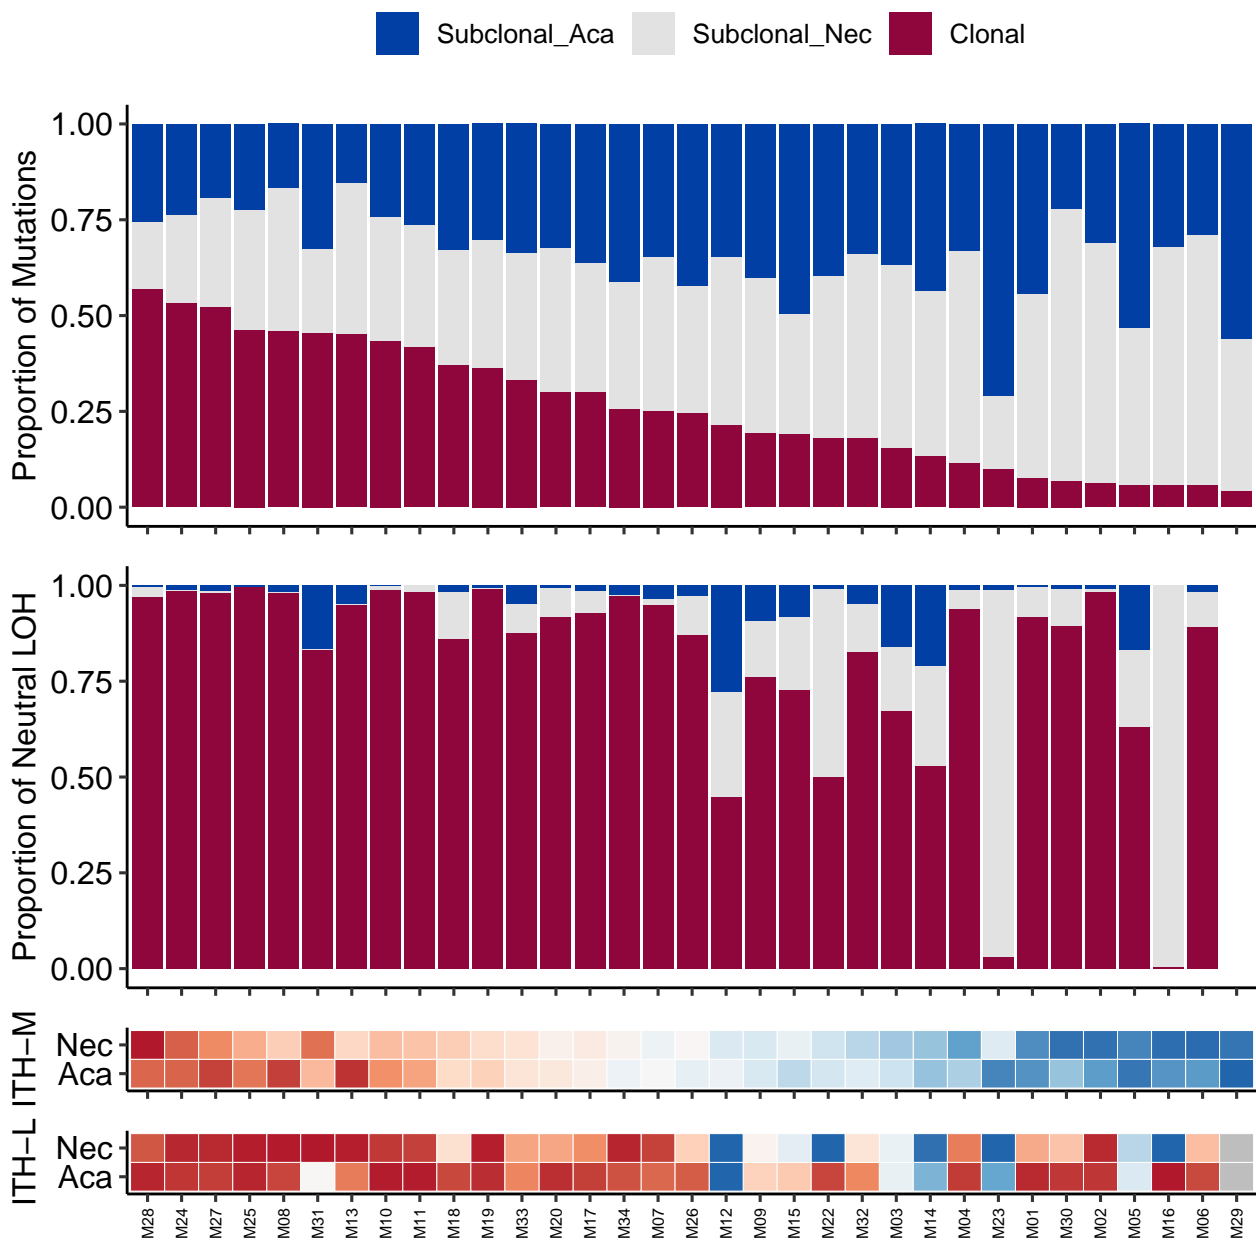 Subclonal_Aca Subclonal_Nec Clonal
Proportion of Mutations
1.00
0.75
0.50
0.25
0.00
Proportion of Neutral LOH
1.00
0.75
0.50
0.25
0.00
ITH−M
Nec
Aca
ITH−L
Nec
Aca
M28 M24 M27 M25 M08 M31 M13 M10 M11 M18 M19 M33 M20 M17 M34 M07 M26 M12 M09 M15 M22 M32 M03 M14 M04 M23 M01 M30 M02 M05 M16 M06 M29